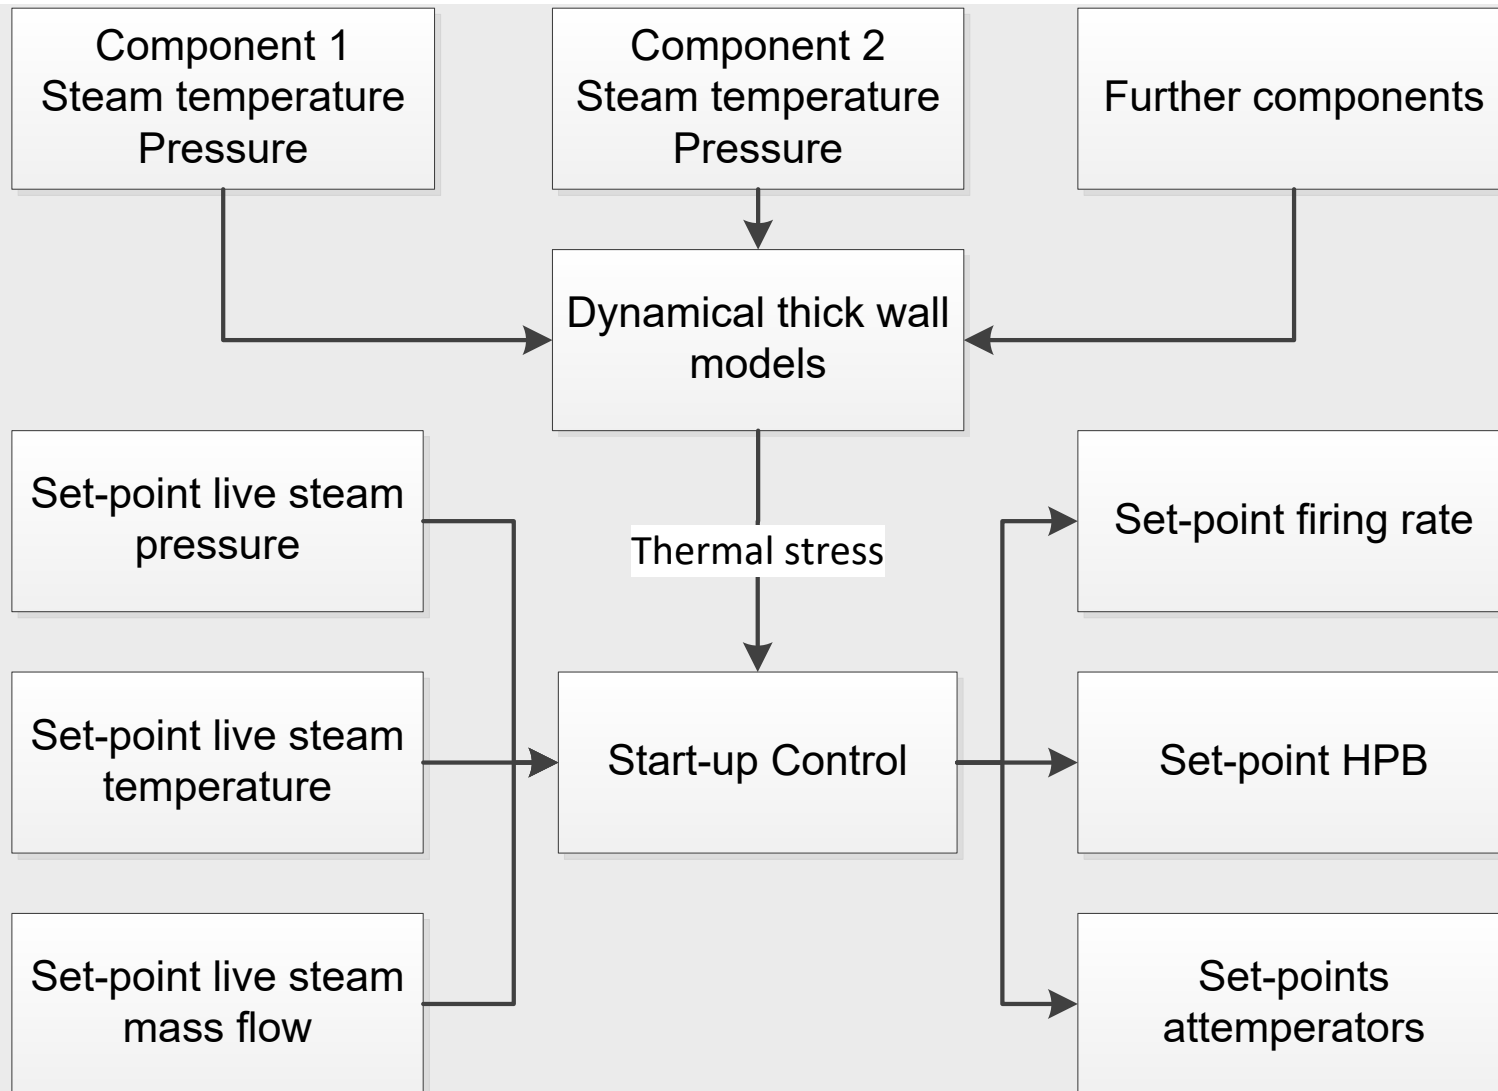 Component 1
Steam temperature
Pressure
Component 2
Steam temperature
Pressure
Further components
Dynamical thick wall
models
Set-point live steam
pressure
Thermal stress
Set-point firing rate
Set-point live steam
temperature
Start-up Control
Set-point HPB
Set-point live steam
mass flow
Set-points
attemperators